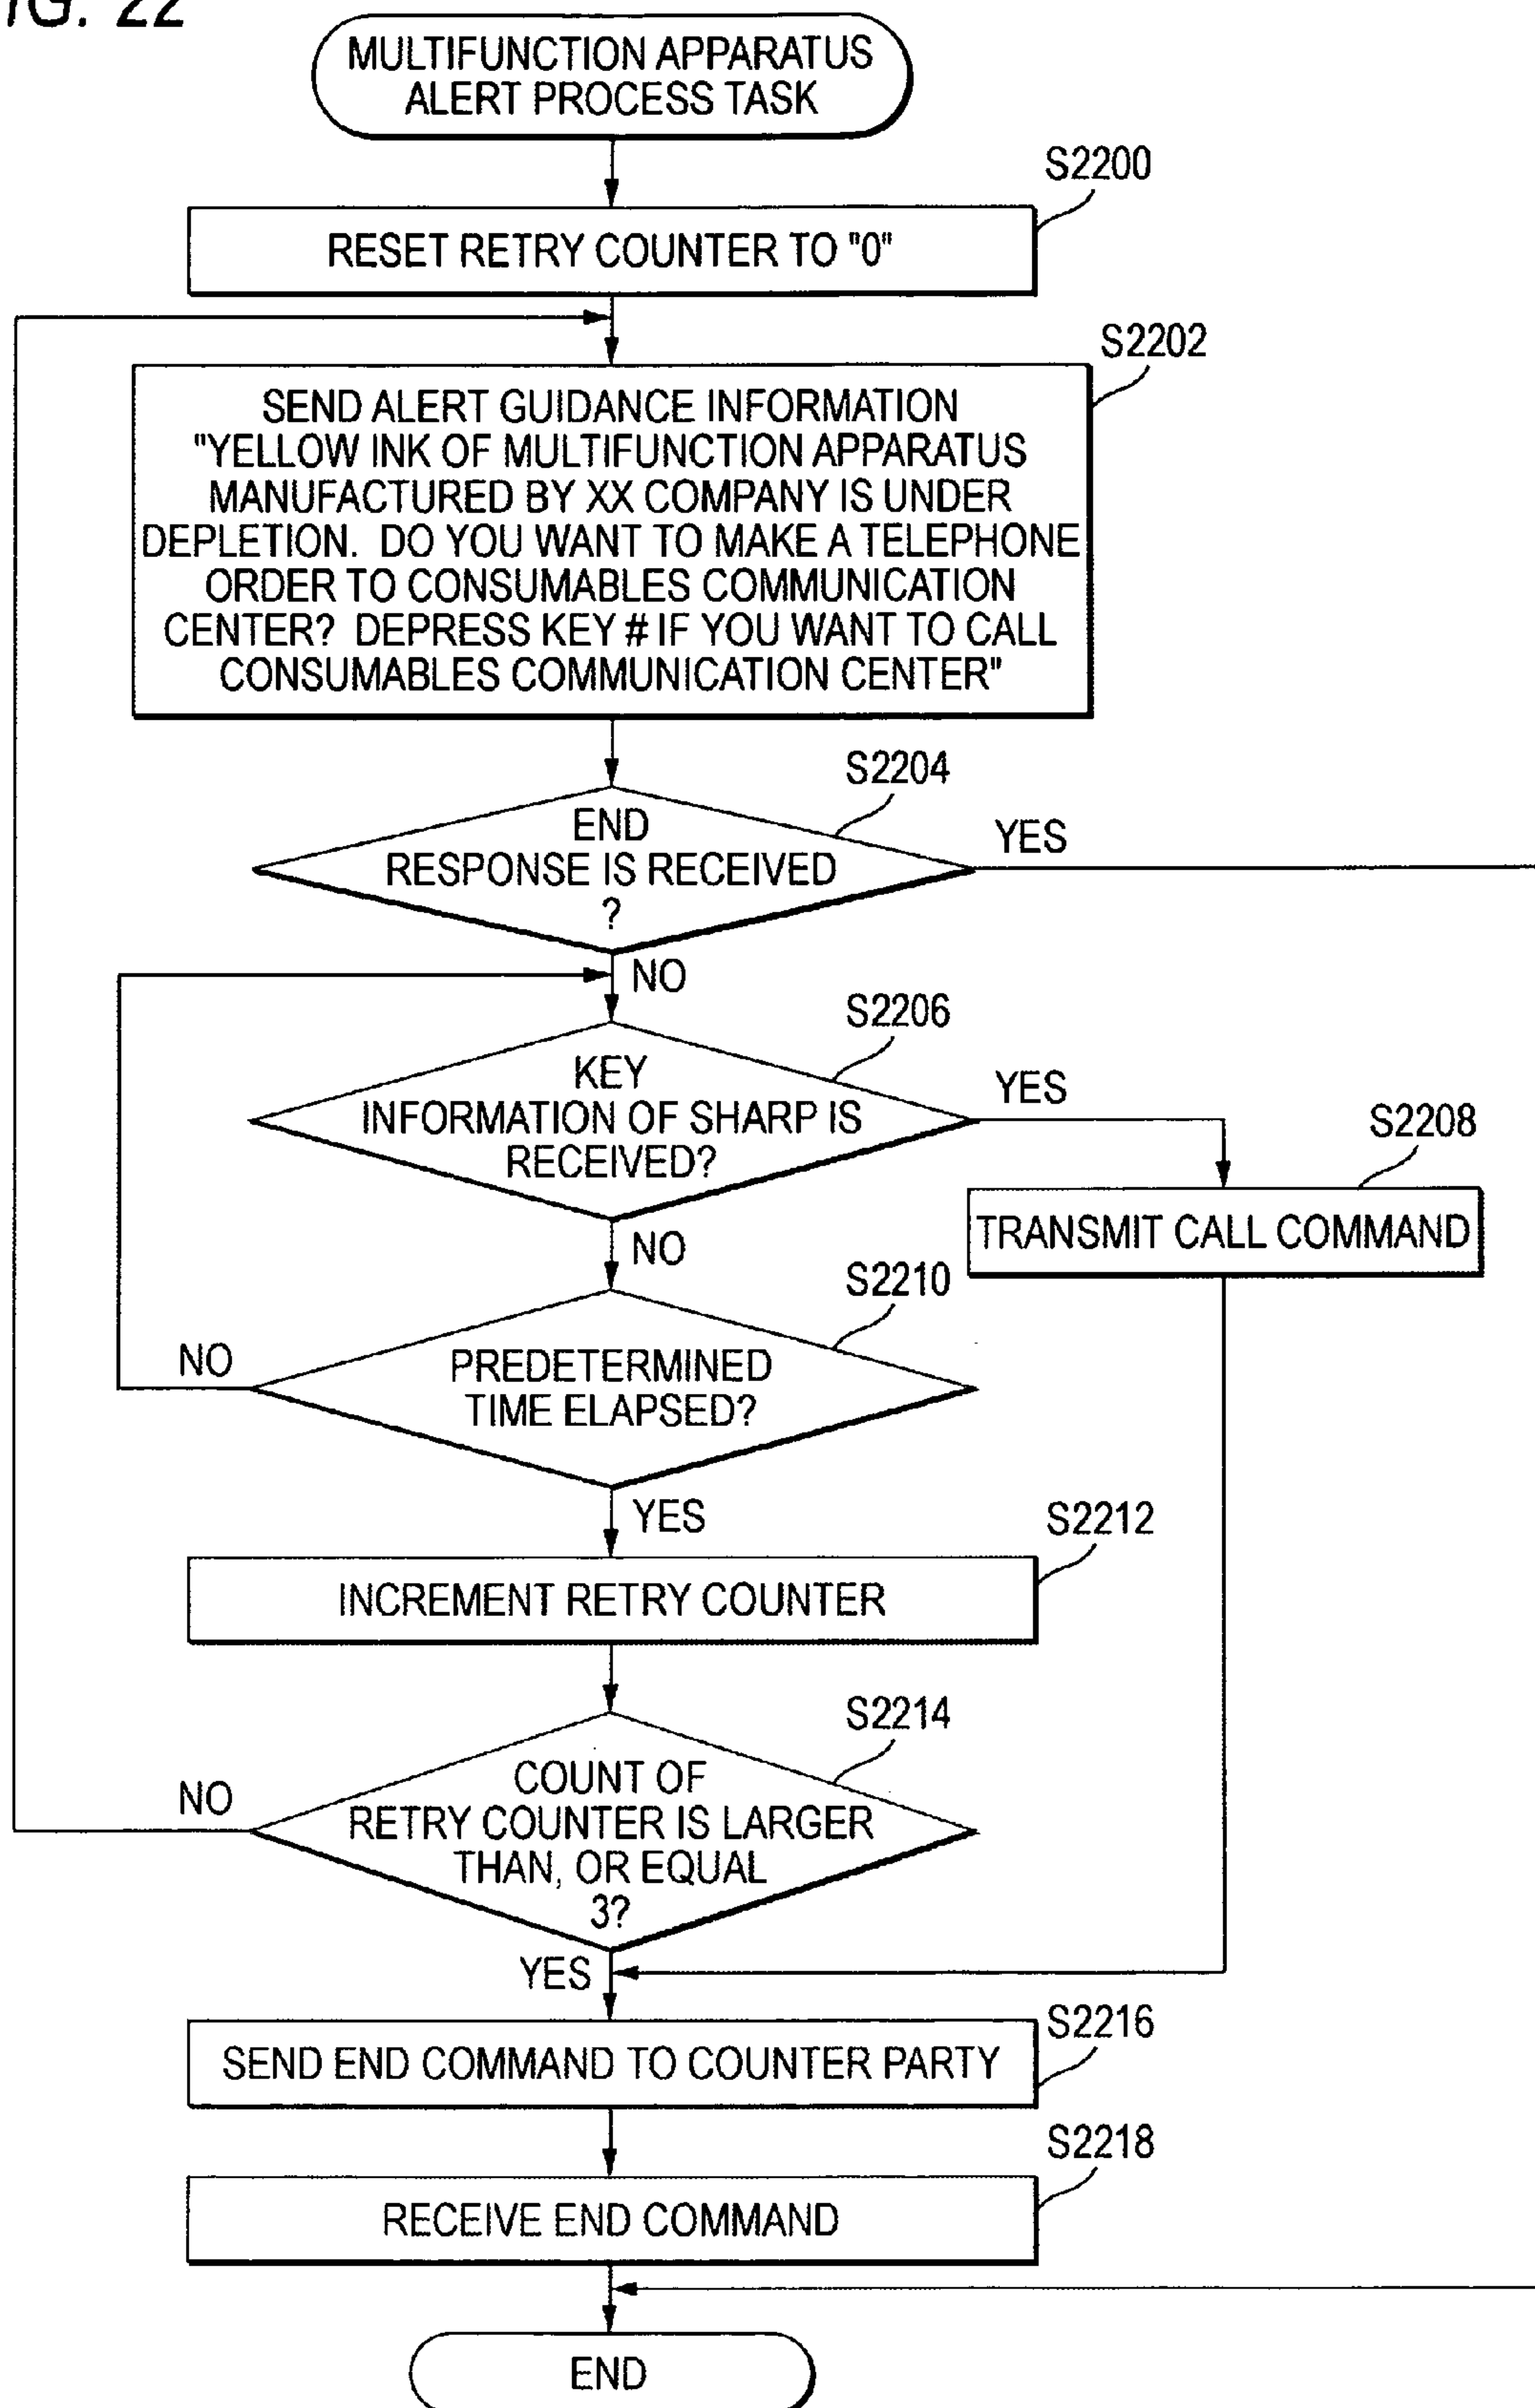 FIG. 22
MULTIFUNCTION APPARATUS
ALERT PROCESS TASK
S2200
RESET RETRY COUNTER TO "0"
S2202
SEND ALERT GUIDANCE INFORMATION
"YELLOW INK OF MULTIFUNCTION APPARATUS
MANUFACTURED BY XX COMPANY IS UNDER
DEPLETION. DO YOU WANT TO MAKE A TELEPHONE
ORDER TO CONSUMABLES COMMUNICATION
CENTER? DEPRESS KEY # IF YOU WANT TO CALL
CONSUMABLES COMMUNICATION CENTER"
S2204
END
RESPONSE IS RECEIVED
?
YES
NO
S2206
KEY
INFORMATION OF SHARP IS
RECEIVED?
YES
S2208
TRANSMIT CALL COMMAND
NO
S2210
PREDETERMINED
TIME ELAPSED?
NO
YES
S2212
INCREMENT RETRY COUNTER
S2214
COUNT OF
RETRY COUNTER IS LARGER
THAN, OR EQUAL
3?
NO
YES
S2216
SEND END COMMAND TO COUNTER PARTY
S2218
RECEIVE END COMMAND
END